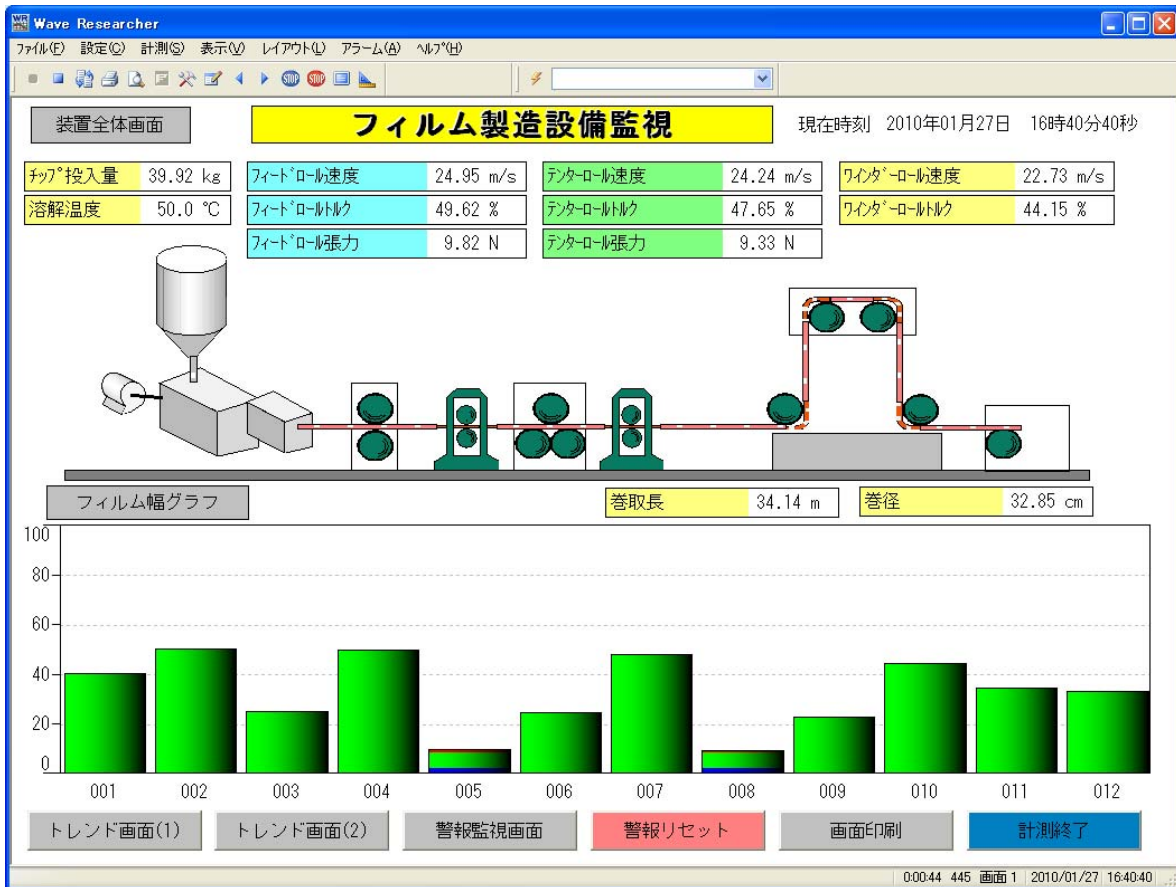 Wave Researcher
ファイル(F) 設定(C) 計測(S) 表示(V) レイアウト(L) アラーム(A) ヘルプ(H)
STOP STOP
装置全体画面 フィルム製造設備監視 現在時刻 2010年01月27日 16時40分40秒
チップ投入量 39.92 kg フィードロール速度 24.95 m/s テンターロール速度 24.24 m/s ワインダーロール速度 22.73 m/s
溶解温度 50.0 ℃ フィードロールトルク 49.62 % テンターロールトルク 47.65 % ワインダーロールトルク 44.15 %
フィードロール張力 9.82 N テンターロール張力 9.33 N
フィルム幅グラフ 巻取長 34.14 m 巻径 32.85 cm
100
80
60
40
20
0
001 002 003 004 005 006 007 008 009 010 011 012
トレンド画面(1) トレンド画面(2) 警報監視画面 警報リセット 画面印刷 計測終了
0:00:44 445 画面 1 2010/01/27 16:40:40